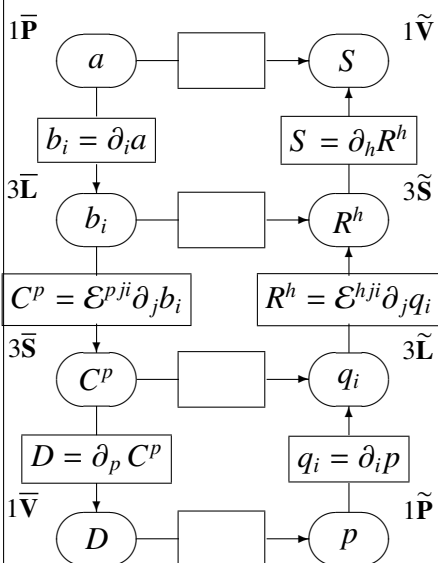 1P̅ 1Ṽ
a S
b_i = ∂_i a S = ∂_h R^h
3L̅ 3S̃
b_i R^h
C^p = ℰ^{pji} ∂_j b_i R^h = ℰ^{hji} ∂_j q_i
3S̅ 3L̃
C^p q_i
D = ∂_p C^p q_i = ∂_i p
1V̅ 1P̃
D p